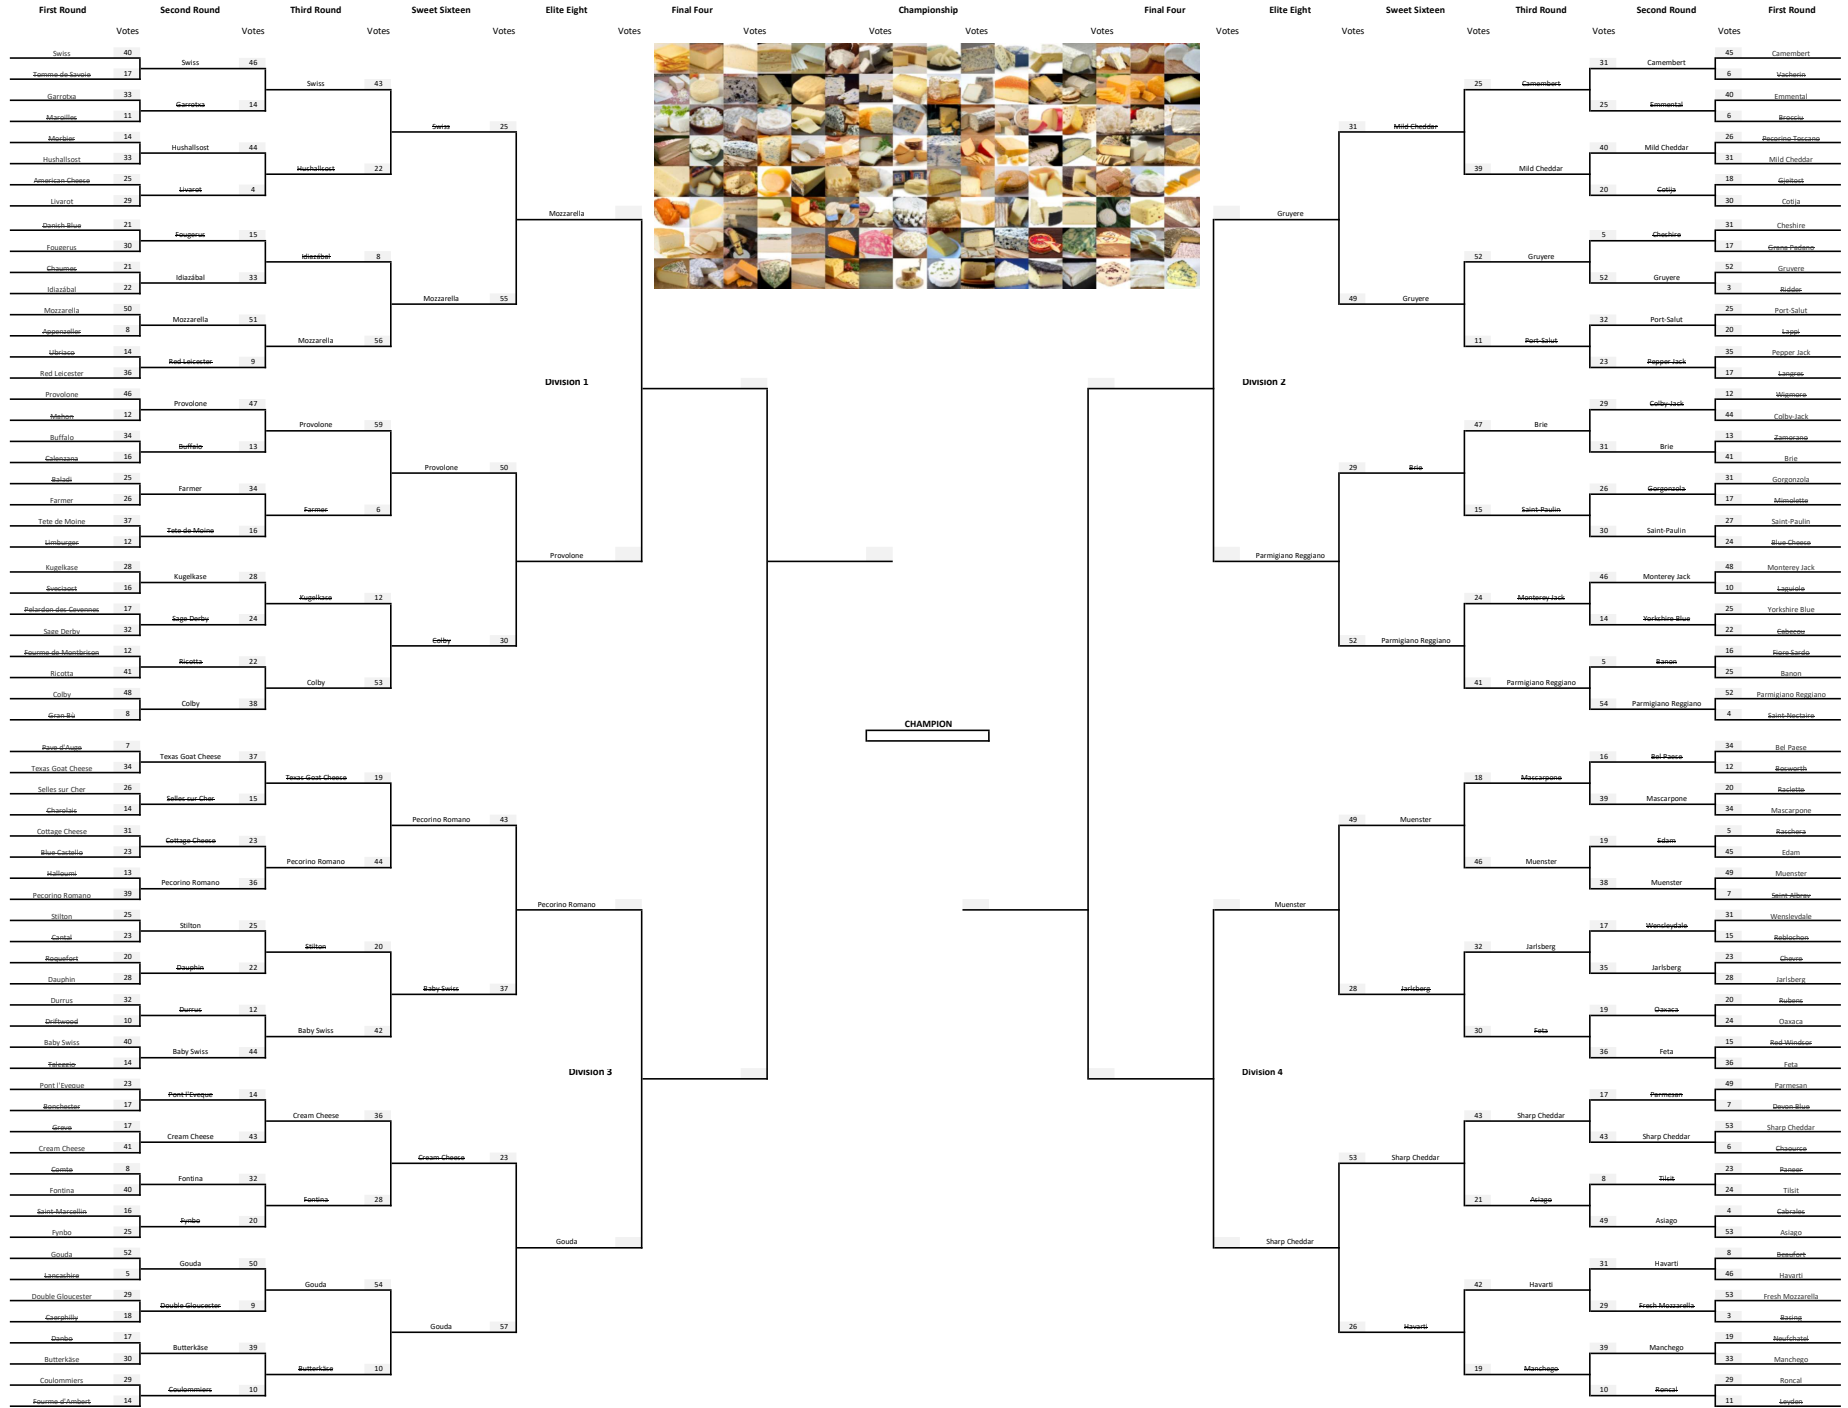 First Round Second Round Third Round Sweet Sixteen Elite Eight Final Four Championship Final Four Elite Eight Sweet Sixteen Third Round Second Round First Round
Votes Votes Votes Votes Votes Votes Votes Votes Votes Votes Votes Votes Votes Votes
Swiss 40
Tomme de Savoie 17
Garrotxa 33
Maroilles 11
Morbier 14
Hushallsost 33
American Cheese 25
Livarot 29
Danish Blue 21
Fougerus 30
Chaumes 21
Idiazábal 22
Mozzarella 50
Appenzeller 8
Ubriaco 14
Red Leicester 36
Provolone 46
Mahon 12
Buffalo 34
Calenzana 16
Baladi 25
Farmer 26
Tete de Moine 37
Limburger 12
Kugelkase 28
Sveciaost 16
Pelardon des Cevennes 17
Sage Derby 32
Fourme de Montbrison 12
Ricotta 41
Colby 48
Gran Bù 8
Pave d'Auge 7
Texas Goat Cheese 34
Selles sur Cher 26
Charolais 14
Cottage Cheese 31
Blue Castello 23
Halloumi 13
Pecorino Romano 39
Stilton 25
Cantal 23
Roquefort 20
Dauphin 28
Durrus 32
Driftwood 10
Baby Swiss 40
Taleggio 14
Pont l'Eveque 23
Bonchester 17
Greve 17
Cream Cheese 41
Comte 8
Fontina 40
Saint-Marcellin 16
Fynbo 25
Gouda 52
Lancashire 5
Double Gloucester 29
Caerphilly 18
Danbo 17
Butterkäse 30
Coulommiers 29
Fourme d'Ambert 14
Swiss 46
Garrotxa 14
Hushallsost 44
Livarot 4
Fougerus 15
Idiazábal 33
Mozzarella 51
Red Leicester 9
Provolone 47
Buffalo 13
Farmer 34
Tete de Moine 16
Kugelkase 28
Sage Derby 24
Ricotta 22
Colby 38
Texas Goat Cheese 37
Selles sur Cher 15
Cottage Cheese 23
Pecorino Romano 36
Stilton 25
Dauphin 22
Durrus 12
Baby Swiss 44
Pont l'Eveque 14
Cream Cheese 43
Fontina 32
Fynbo 20
Gouda 50
Double Gloucester 9
Butterkäse 39
Coulommiers 10
Swiss 43
Hushallsost 22
Idiazábal 8
Mozzarella 56
Provolone 59
Farmer 6
Kugelkase 12
Colby 53
Texas Goat Cheese 19
Pecorino Romano 44
Stilton 20
Baby Swiss 42
Cream Cheese 36
Fontina 28
Gouda 54
Butterkäse 10
Swiss 25
Mozzarella 55
Provolone 50
Colby 30
Pecorino Romano 43
Baby Swiss 37
Cream Cheese 23
Gouda 57
Mozzarella
Division 1
Provolone
Pecorino Romano
Division 3
Gouda
CHAMPION
Gruyere
Division 2
Parmigiano Reggiano
Muenster
Division 4
Sharp Cheddar
31 Mild Cheddar
49 Gruyere
29 Brie
52 Parmigiano Reggiano
49 Muenster
28 Jarlsberg
53 Sharp Cheddar
26 Havarti
25 Camembert
39 Mild Cheddar
52 Gruyere
11 Port-Salut
47 Brie
15 Saint-Paulin
24 Monterey Jack
41 Parmigiano Reggiano
18 Mascarpone
46 Muenster
32 Jarlsberg
30 Feta
43 Sharp Cheddar
21 Asiago
42 Havarti
19 Manchego
31 Camembert
25 Emmental
40 Mild Cheddar
20 Cotija
5 Cheshire
52 Gruyere
32 Port-Salut
23 Pepper Jack
29 Colby-Jack
31 Brie
26 Gorgonzola
30 Saint-Paulin
46 Monterey Jack
14 Yorkshire Blue
5 Banon
54 Parmigiano Reggiano
16 Bel Paese
39 Mascarpone
19 Edam
38 Muenster
17 Wensleydale
35 Jarlsberg
19 Oaxaca
36 Feta
17 Parmesan
43 Sharp Cheddar
8 Tilsit
49 Asiago
31 Havarti
29 Fresh Mozzarella
39 Manchego
10 Roncal
45 Camembert
6 Vacherin
40 Emmental
6 Brocciu
26 Pecorino Toscano
31 Mild Cheddar
18 Gjetost
30 Cotija
31 Cheshire
17 Grana Padano
52 Gruyere
3 Ridder
25 Port-Salut
20 Lappi
35 Pepper Jack
17 Langres
12 Wigmore
44 Colby-Jack
13 Zamorano
41 Brie
31 Gorgonzola
17 Mimolette
27 Saint-Paulin
24 Blue Cheese
48 Monterey Jack
10 Laguiole
25 Yorkshire Blue
22 Cabecou
16 Fiore Sardo
25 Banon
52 Parmigiano Reggiano
4 Saint-Nectaire
34 Bel Paese
12 Bosworth
20 Raclette
34 Mascarpone
5 Raschera
45 Edam
49 Muenster
7 Saint Albray
31 Wensleydale
15 Reblochon
23 Chevre
28 Jarlsberg
20 Rubens
24 Oaxaca
15 Red Windsor
36 Feta
49 Parmesan
7 Devon Blue
53 Sharp Cheddar
6 Chaource
23 Paneer
24 Tilsit
4 Cabrales
53 Asiago
8 Beaufort
46 Havarti
53 Fresh Mozzarella
3 Basing
19 Neufchatel
33 Manchego
29 Roncal
11 Leyden